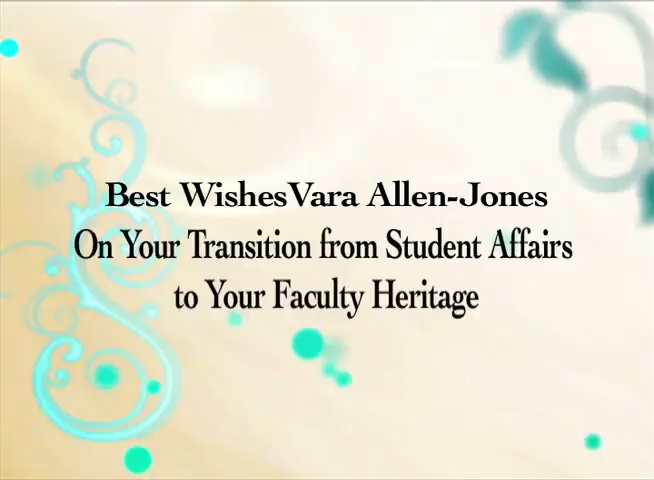 Best WishesVara Allen-Jones
On Your Transition from Student Affairs
to Your Faculty Heritage